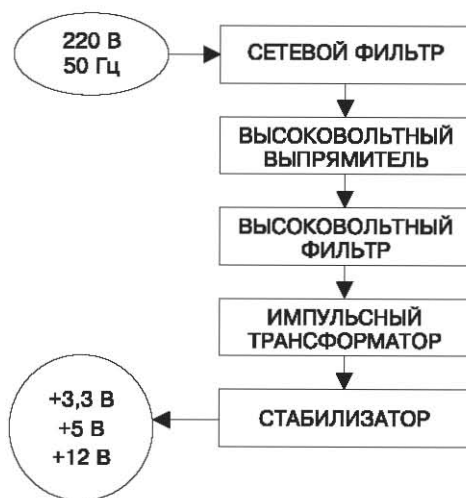 220 В
50 Гц
СЕТЕВОЙ ФИЛЬТР
ВЫСОКОВОЛЬТНЫЙ
ВЫПРЯМИТЕЛЬ
ВЫСОКОВОЛЬТНЫЙ
ФИЛЬТР
ИМПУЛЬСНЫЙ
ТРАНСФОРМАТОР
СТАБИЛИЗАТОР
+3,3 В
+5 В
+12 В